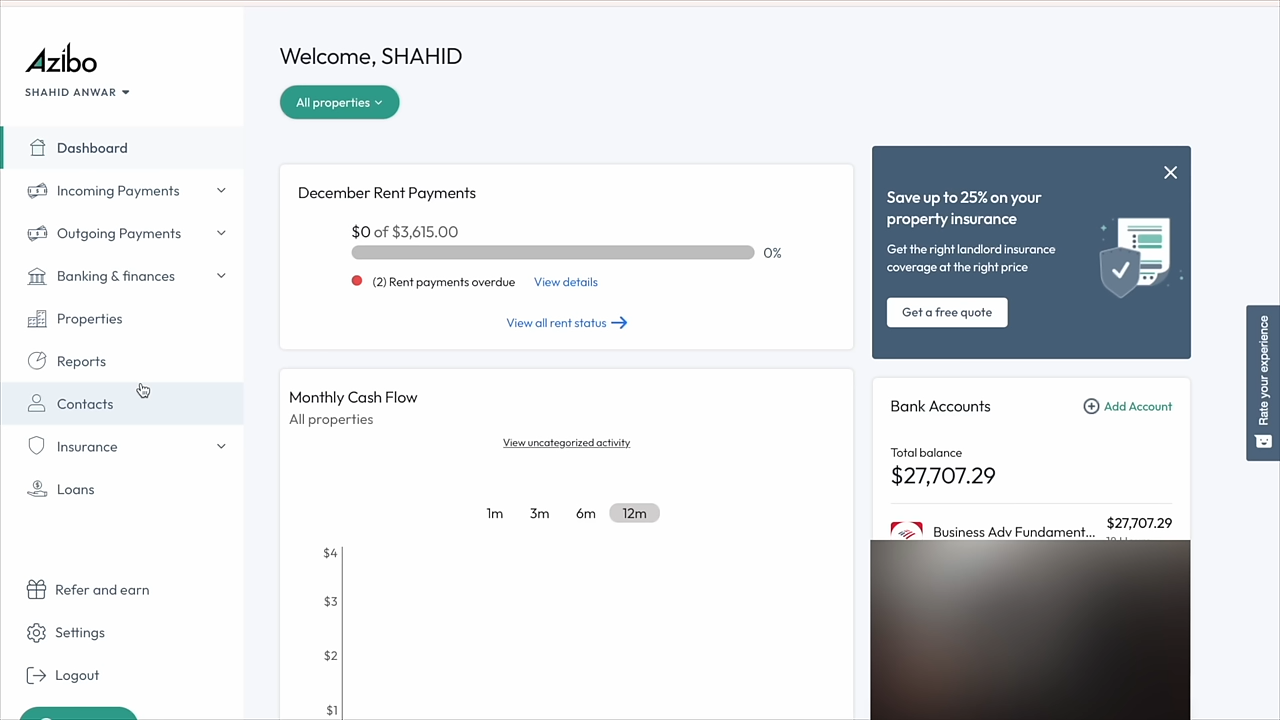 Azibo
SHAHID ANWAR
Dashboard
Incoming Payments
Outgoing Payments
Banking & finances
Properties
Reports
Contacts
Insurance
Loans
Refer and earn
Settings
Logout
Welcome, SHAHID
All properties
December Rent Payments
$0 of $3,615.00
0%
(2) Rent payments overdue View details
View all rent status
Monthly Cash Flow
All properties
View uncategorized activity
1m 3m 6m 12m
$4
$3
$2
$1
Save up to 25% on your
property insurance
Get the right landlord insurance
coverage at the right price
Get a free quote
Bank Accounts
Add Account
Total balance
$27,707.29
Business Adv Fundament...
$27,707.29
Rate your experience